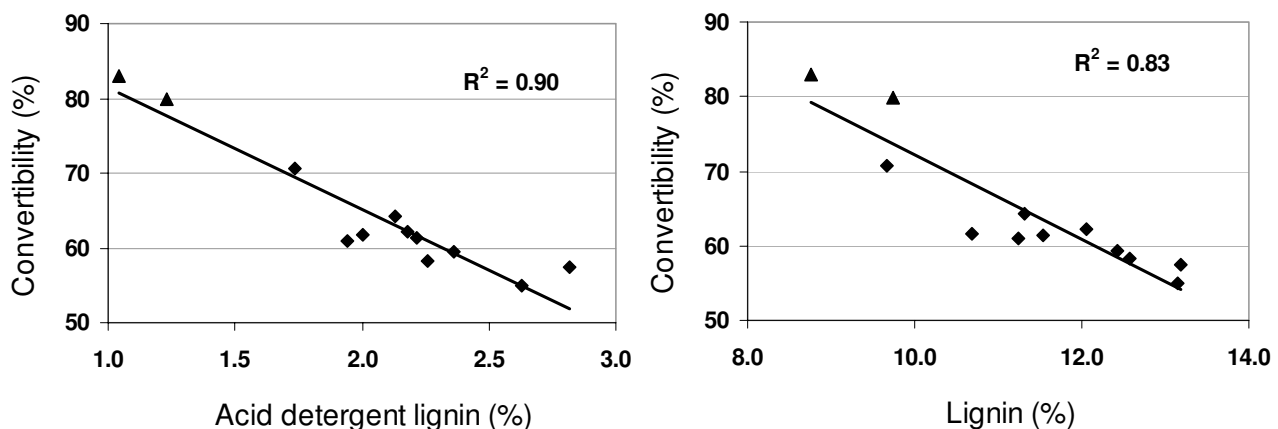 90
80
70
60
50
Convertibility (%)
R² = 0.90
1.0 1.5 2.0 2.5 3.0
Acid detergent lignin (%)
90
80
70
60
50
Convertibility (%)
R² = 0.83
8.0 10.0 12.0 14.0
Lignin (%)